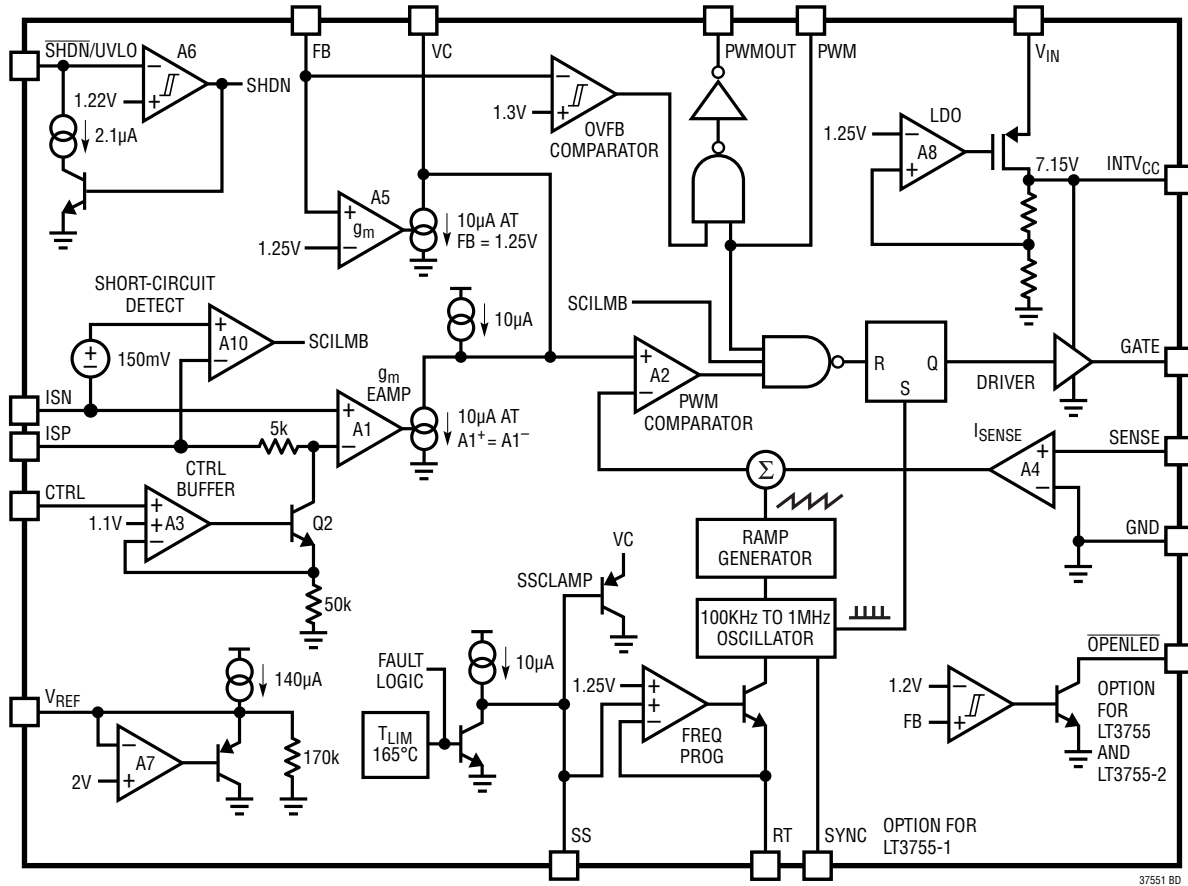 FB
VC
PWMOUT
PWM
VIN
SHDN/UVLO
A6
−
+
1.22V
SHDN
2.1µA
−
+
1.3V
OVFB
COMPARATOR
LDO
1.25V
−
+
A8
7.15V
INTVCC
A5
+
gm
−
1.25V
10µA AT
FB = 1.25V
SHORT-CIRCUIT
DETECT
+
−
A10
SCILMB
+
−
150mV
10µA
SCILMB
ISN
ISP
gm
EAMP
+
A1
−
10µA AT
A1+ = A1−
5k
+
A2
−
PWM
COMPARATOR
R
Q
S
DRIVER
GATE
ISENSE
SENSE
+
A4
−
GND
CTRL
CTRL
BUFFER
+
1.1V
+
A3
−
Q2
50k
Σ
RAMP
GENERATOR
100KHz TO 1MHz
OSCILLATOR
VC
SSCLAMP
10µA
FAULT
LOGIC
TLIM
165°C
1.25V
+
+
−
FREQ
PROG
140µA
VREF
−
A7
2V
+
170k
1.2V
−
FB
+
OPENLED
OPTION
FOR
LT3755
AND
LT3755-2
SS
RT
SYNC
OPTION FOR
LT3755-1
37551 BD